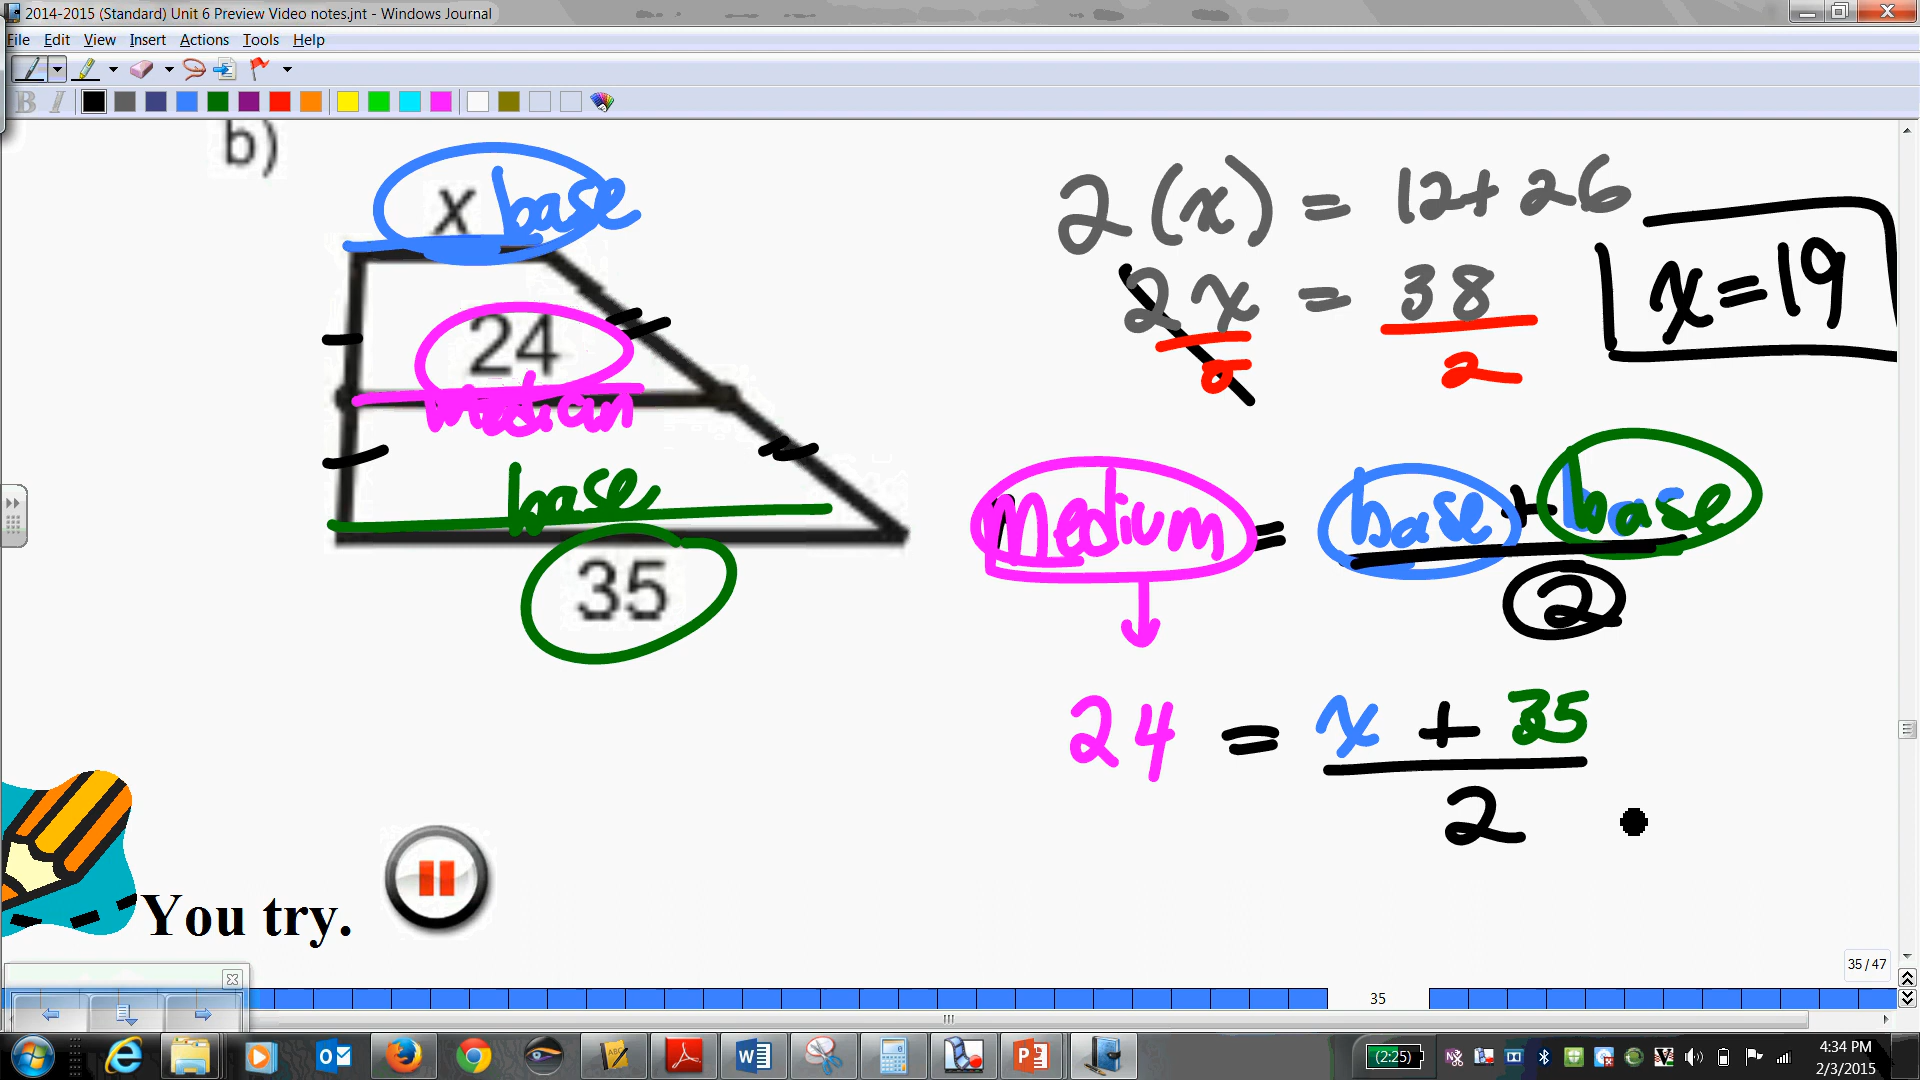 2014-2015 (Standard) Unit 6 Preview Video notes.jnt - Windows Journal
File Edit View Insert Actions Tools Help
B I
b)
x base
24
median
base
35
2(x) = 12+26
2x = 38
2 2
x=19
Medium = base + base
2
24 = x + 35
2
You try.
35 / 47
35
(2:25)
4:34 PM
2/3/2015